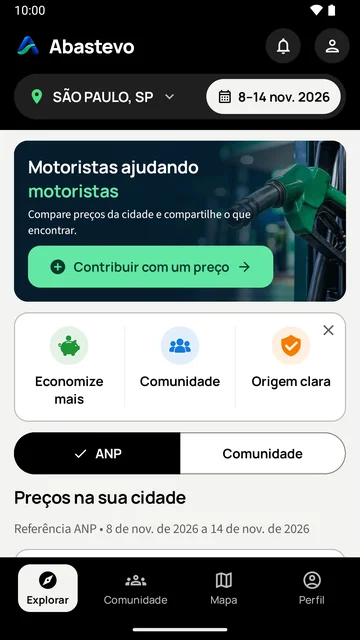 10:00
Abastevo
SÃO PAULO, SP
8–14 nov. 2026
Motoristas ajudando
motoristas
Compare preços da cidade e compartilhe o que
encontrar.
Contribuir com um preço
Economize
mais
Comunidade
Origem clara
ANP
Comunidade
Preços na sua cidade
Referência ANP • 8 de nov. de 2026 a 14 de nov. de 2026
Explorar
Comunidade
Mapa
Perfil